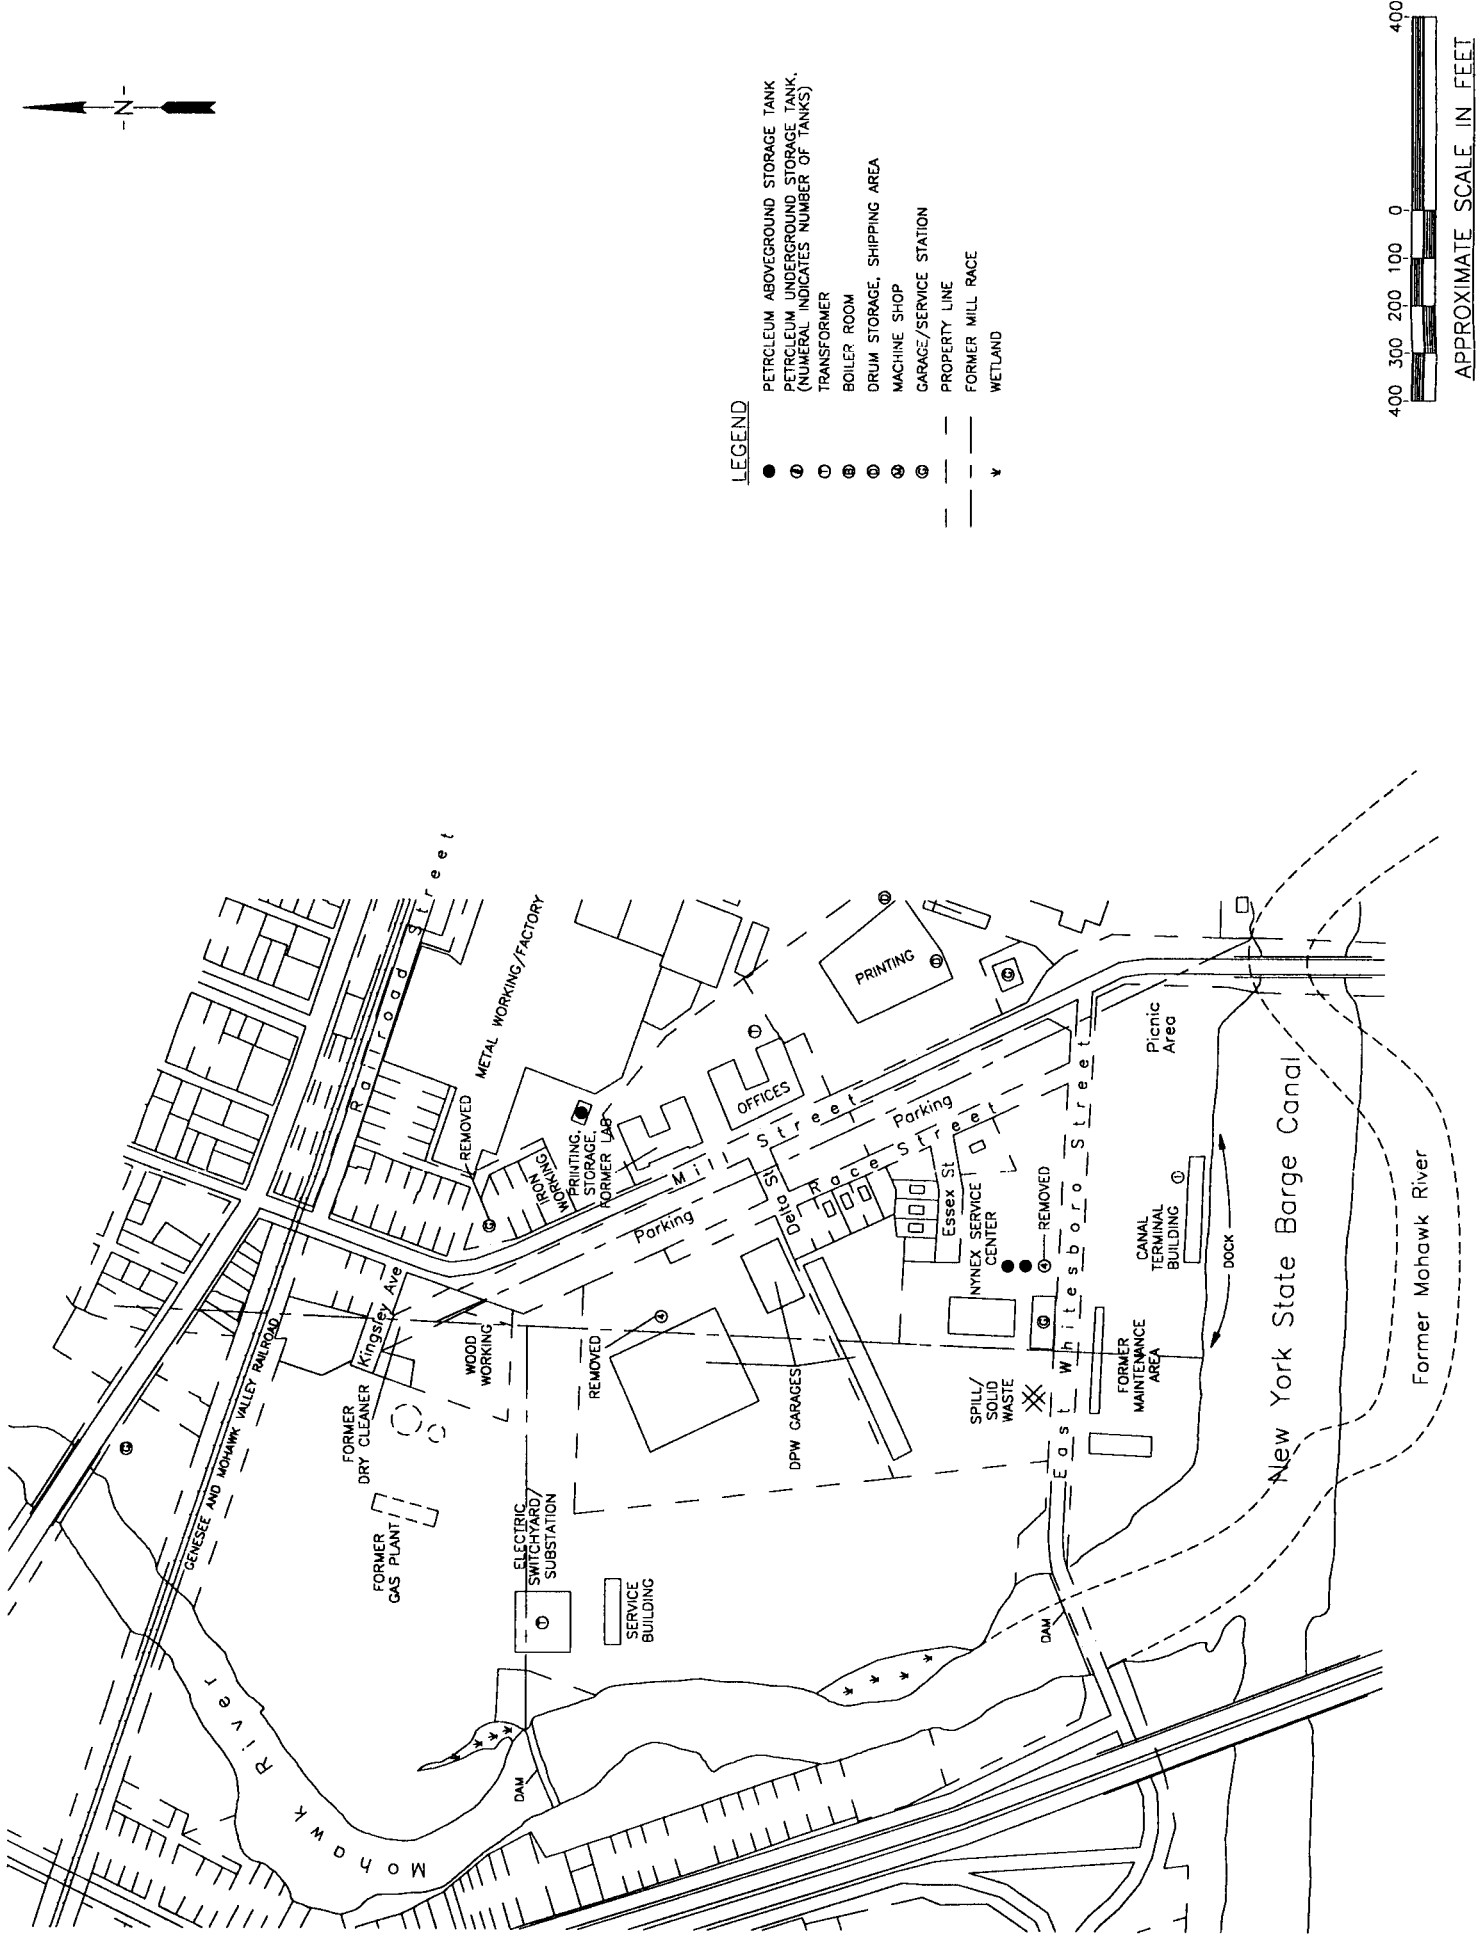 -N-
GENESEE AND MOHAWK VALLEY RAILROAD
Railroad Street
Mohawk River
FORMER
GAS PLANT
FORMER
DRY CLEANER
Kingsley Ave
REMOVED
METAL WORKING/FACTORY
WOOD
WORKING
IRON
WORKING
PRINTING,
STORAGE,
FORMER LAB
ELECTRIC
SWITCHYARD/
SUBSTATION
T
SERVICE
BUILDING
DAM
REMOVED
4
Parking
Mill Street
OFFICES
T
DPW GARAGES
Delta St
Race Street
Parking
Essex St
PRINTING
D
NYNEX SERVICE
CENTER
REMOVED
4
G
G
SPILL/
SOLID
WASTE
East Whitesboro Street
DAM
FORMER
MAINTENANCE
AREA
CANAL
TERMINAL
BUILDING
Picnic
Area
DOCK
New York State Barge Canal
Former Mohawk River
LEGEND
PETROLEUM ABOVEGROUND STORAGE TANK
PETROLEUM UNDERGROUND STORAGE TANK,
(NUMERAL INDICATES NUMBER OF TANKS)
T TRANSFORMER
B BOILER ROOM
D DRUM STORAGE, SHIPPING AREA
M MACHINE SHOP
G GARAGE/SERVICE STATION
PROPERTY LINE
FORMER MILL RACE
WETLAND
400 300 200 100 0 400
APPROXIMATE SCALE IN FEET